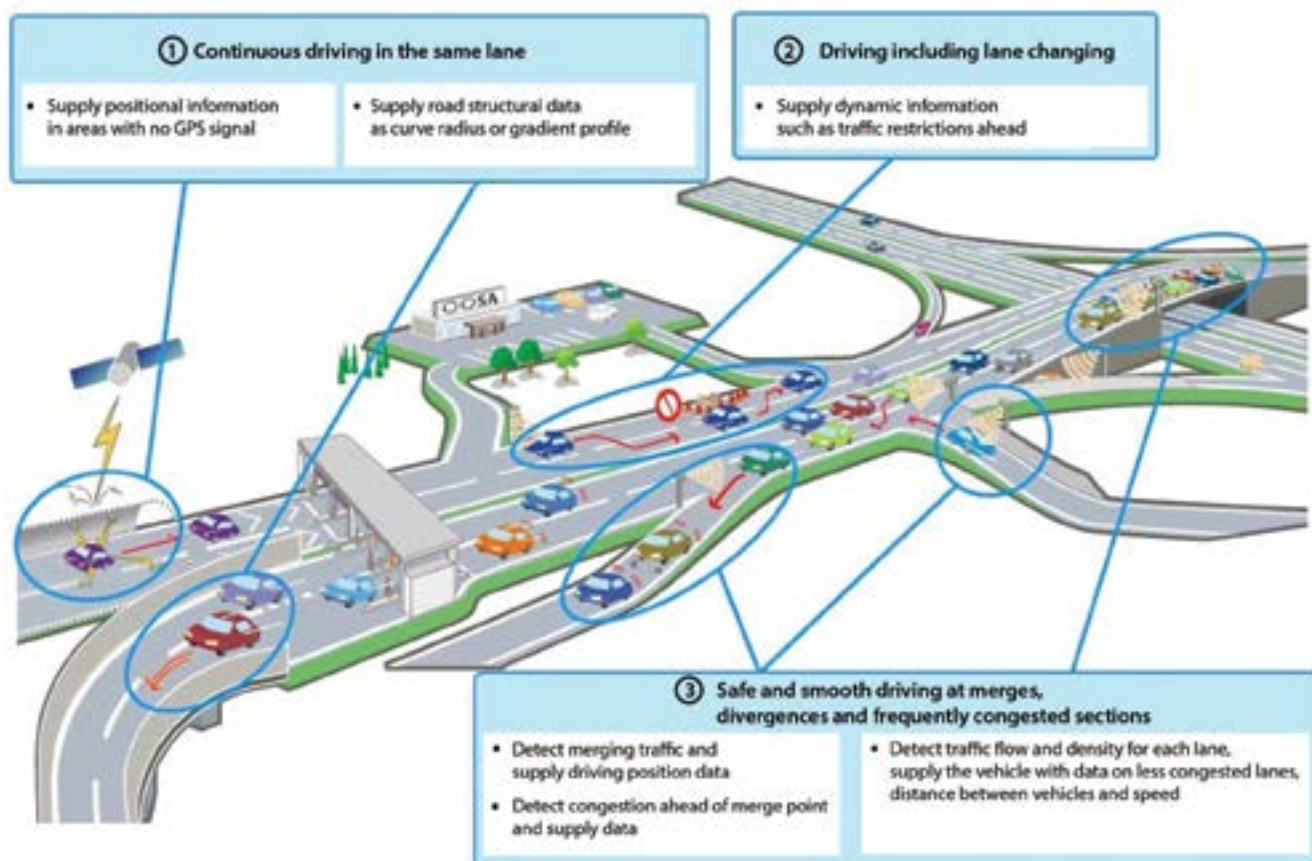 ① Continuous driving in the same lane
• Supply positional information
in areas with no GPS signal
• Supply road structural data
as curve radius or gradient profile
② Driving including lane changing
• Supply dynamic information
such as traffic restrictions ahead
○○SA
③ Safe and smooth driving at merges,
divergences and frequently congested sections
• Detect merging traffic and
supply driving position data
• Detect congestion ahead of merge point
and supply data
• Detect traffic flow and density for each lane,
supply the vehicle with data on less congested lanes,
distance between vehicles and speed